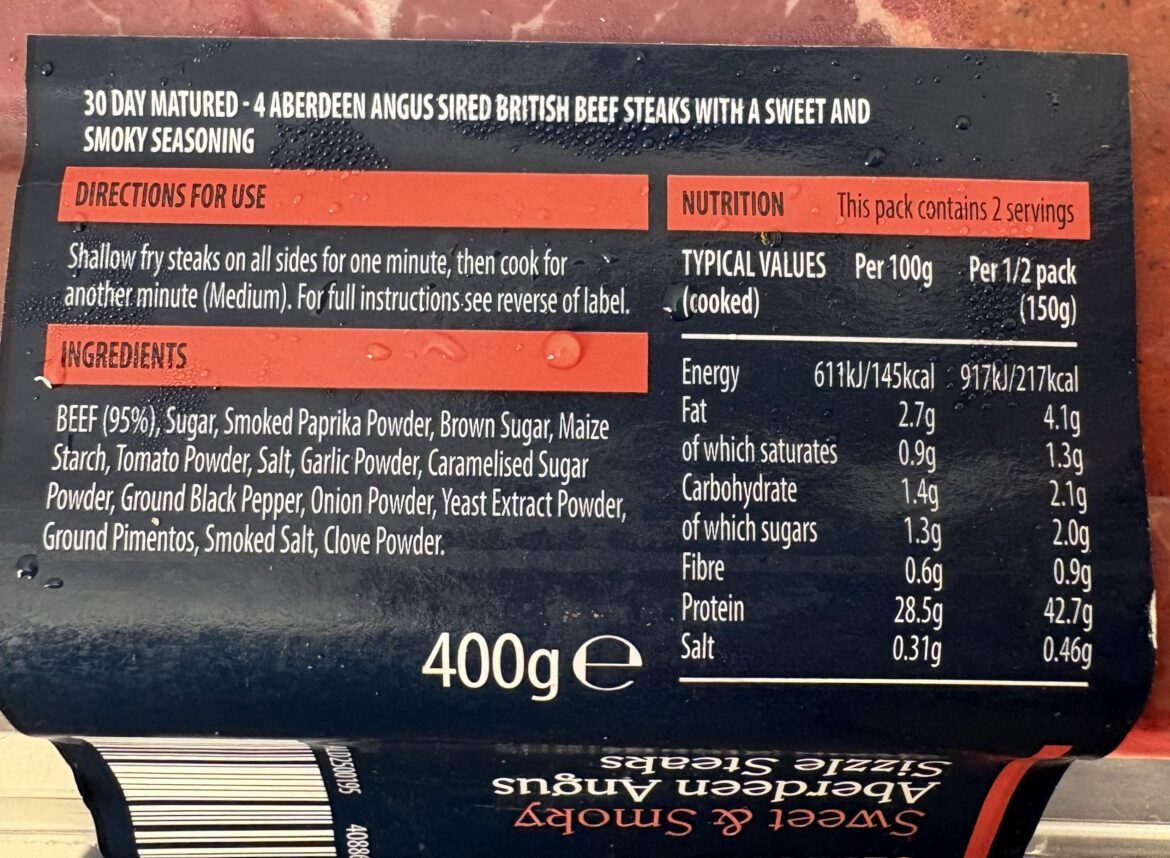 30 DAY MATURED - 4 ABERDEEN ANGUS SIRED BRITISH BEEF STEAKS WITH A SWEET AND
SMOKY SEASONING
DIRECTIONS FOR USE
Shallow fry steaks on all sides for one minute, then cook for
another minute (Medium). For full instructions see reverse of label.
INGREDIENTS
BEEF (95%), Sugar, Smoked Paprika Powder, Brown Sugar, Maize
Starch, Tomato Powder, Salt, Garlic Powder, Caramelised Sugar
Powder, Ground Black Pepper, Onion Powder, Yeast Extract Powder,
Ground Pimentos, Smoked Salt, Clove Powder.
400g e
NUTRITION This pack contains 2 servings
TYPICAL VALUES Per 100g Per 1/2 pack
(cooked) (150g)
Energy 611kJ/145kcal 917kJ/217kcal
Fat 2.7g 4.1g
of which saturates 0.9g 1.3g
Carbohydrate 1.4g 2.1g
of which sugars 1.3g 2.0g
Fibre 0.6g 0.9g
Protein 28.5g 42.7g
Salt 0.31g 0.46g
Sweet & Smoky
Aberdeen Angus
Sizzle Steaks